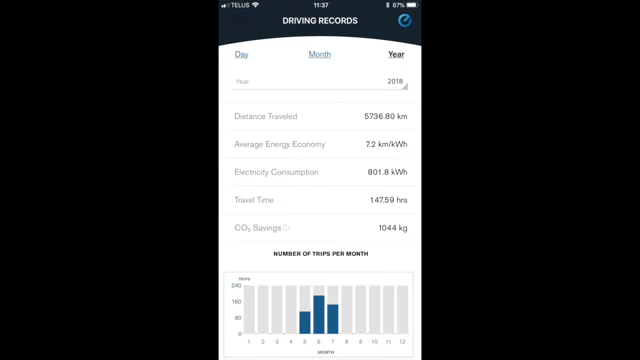 TELUS 11:37 87%
DRIVING RECORDS
Day Month Year
Year 2018
Distance Traveled 5736.80 km
Average Energy Economy 7.2 km/kWh
Electricity Consumption 801.8 kWh
Travel Time 147.59 hrs
CO₂ Savings ⓘ 1044 kg
NUMBER OF TRIPS PER MONTH
TRIPS
240
160
80
0
1 2 3 4 5 6 7 8 9 10 11 12
MONTH